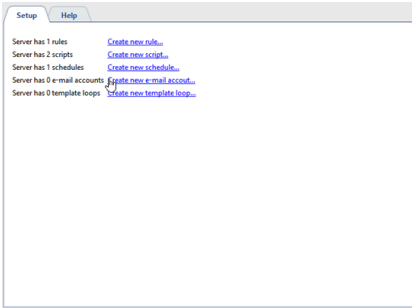 Setup Help
Server has 1 rules Create new rule...
Server has 2 scripts Create new script...
Server has 1 schedules Create new schedule...
Server has 0 e-mail accounts Create new e-mail accout...
Server has 0 template loops Create new template loop...